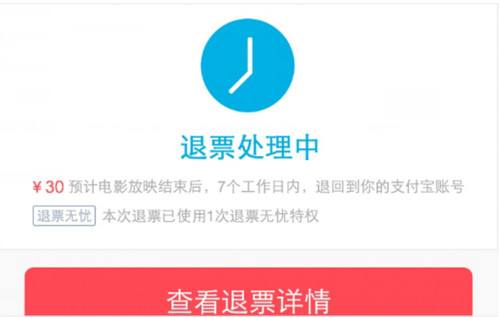 退票处理中
¥30 预计电影放映结束后，7个工作日内，退回到你的支付宝账号
退票无忧 本次退票已使用1次退票无忧特权
查看退票详情